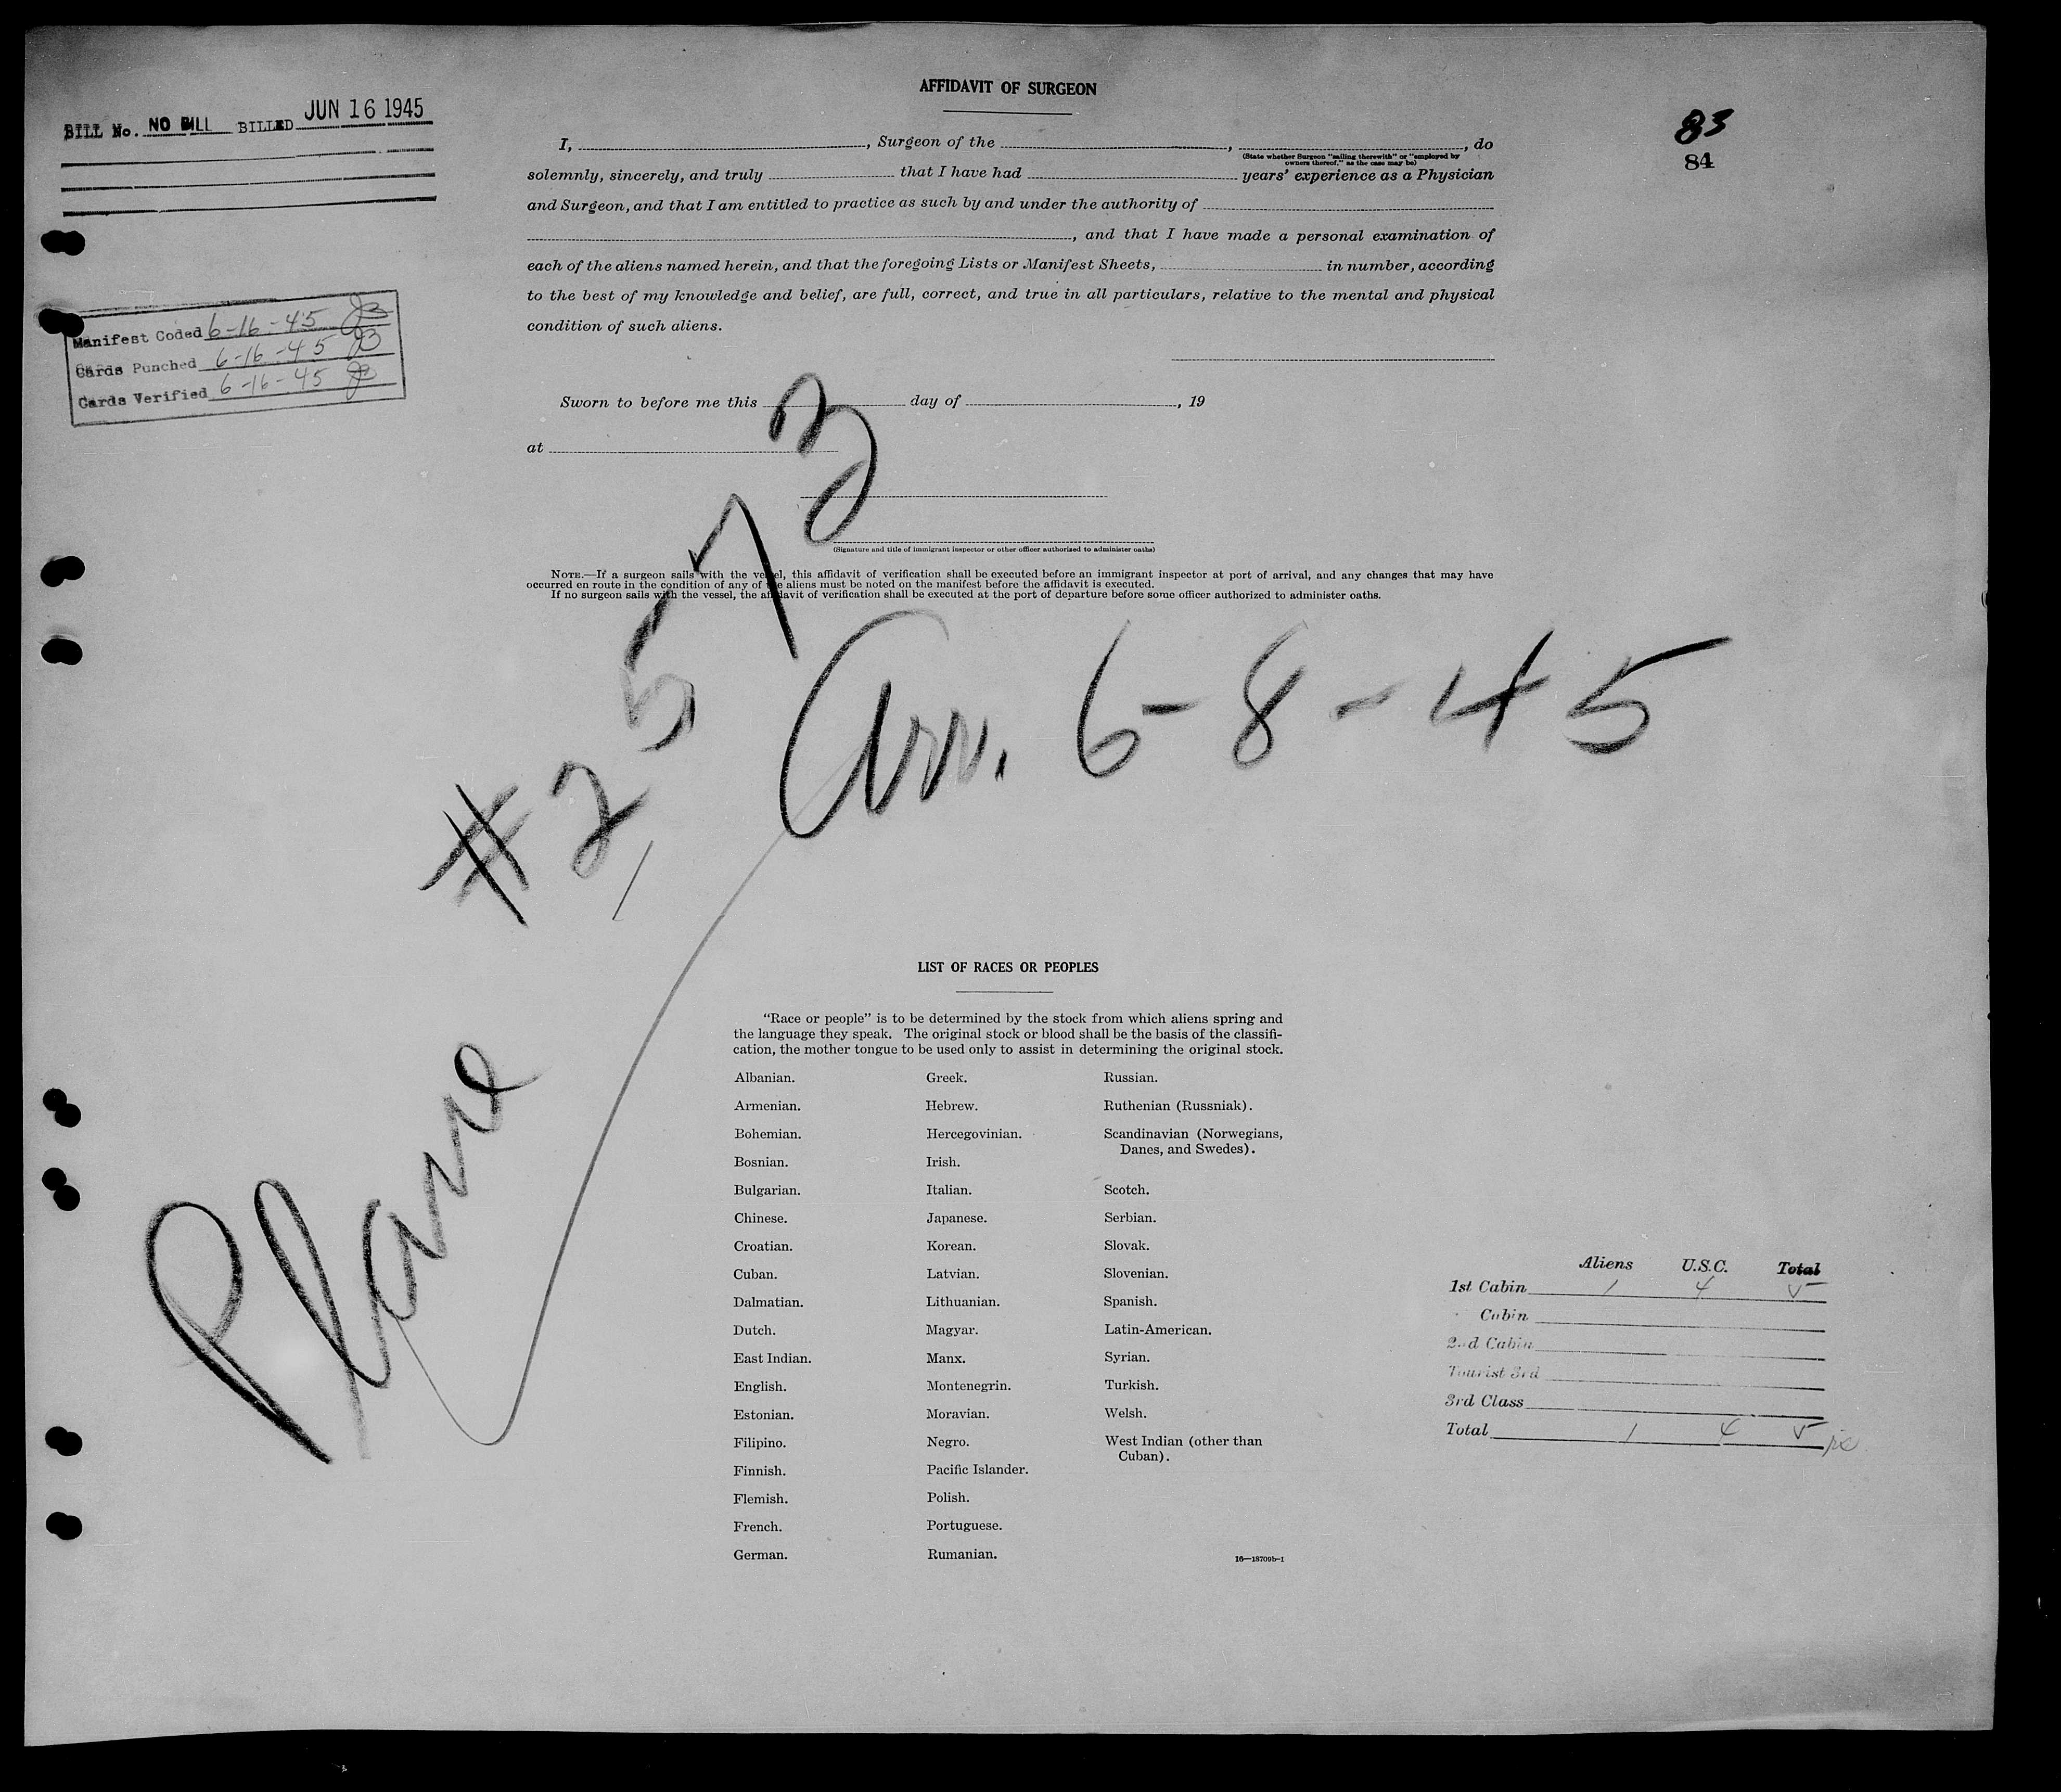 BILL No. NO BILL BILLED JUN 16 1945
83
84
Manifest Coded 6-16-45
Cards Punched 6-16-45
Cards Verified 6-16-45
AFFIDAVIT OF SURGEON
I, , Surgeon of the , , do
(State whether Surgeon "sailing therewith" or "employed by
owners thereof," as the case may be)
solemnly, sincerely, and truly that I have had years' experience as a Physician
and Surgeon, and that I am entitled to practice as such by and under the authority of
, and that I have made a personal examination of
each of the aliens named herein, and that the foregoing Lists or Manifest Sheets, in number, according
to the best of my knowledge and belief, are full, correct, and true in all particulars, relative to the mental and physical
condition of such aliens.
Sworn to before me this day of , 19
at
(Signature and title of immigrant inspector or other officer authorized to administer oaths)
NOTE.—If a surgeon sails with the vessel, this affidavit of verification shall be executed before an immigrant inspector at port of arrival, and any changes that may have
occurred en route in the condition of any of the aliens must be noted on the manifest before the affidavit is executed.
If no surgeon sails with the vessel, the affidavit of verification shall be executed at the port of departure before some officer authorized to administer oaths.
Plane #2572
Arr. 6-8-45
LIST OF RACES OR PEOPLES
"Race or people" is to be determined by the stock from which aliens spring and
the language they speak. The original stock or blood shall be the basis of the classifi-
cation, the mother tongue to be used only to assist in determining the original stock.
Albanian.
Armenian.
Bohemian.
Bosnian.
Bulgarian.
Chinese.
Croatian.
Cuban.
Dalmatian.
Dutch.
East Indian.
English.
Estonian.
Filipino.
Finnish.
Flemish.
French.
German.
Greek.
Hebrew.
Hercegovinian.
Irish.
Italian.
Japanese.
Korean.
Latvian.
Lithuanian.
Magyar.
Manx.
Montenegrin.
Moravian.
Negro.
Pacific Islander.
Polish.
Portuguese.
Rumanian.
Russian.
Ruthenian (Russniak).
Scandinavian (Norwegians,
Danes, and Swedes).
Scotch.
Serbian.
Slovak.
Slovenian.
Spanish.
Latin-American.
Syrian.
Turkish.
Welsh.
West Indian (other than
Cuban).
16—18709b-1
Aliens U.S.C. Total
1st Cabin 1 4 5
Cabin
2nd Cabin
Tourist 3rd
3rd Class
Total 1 4 5